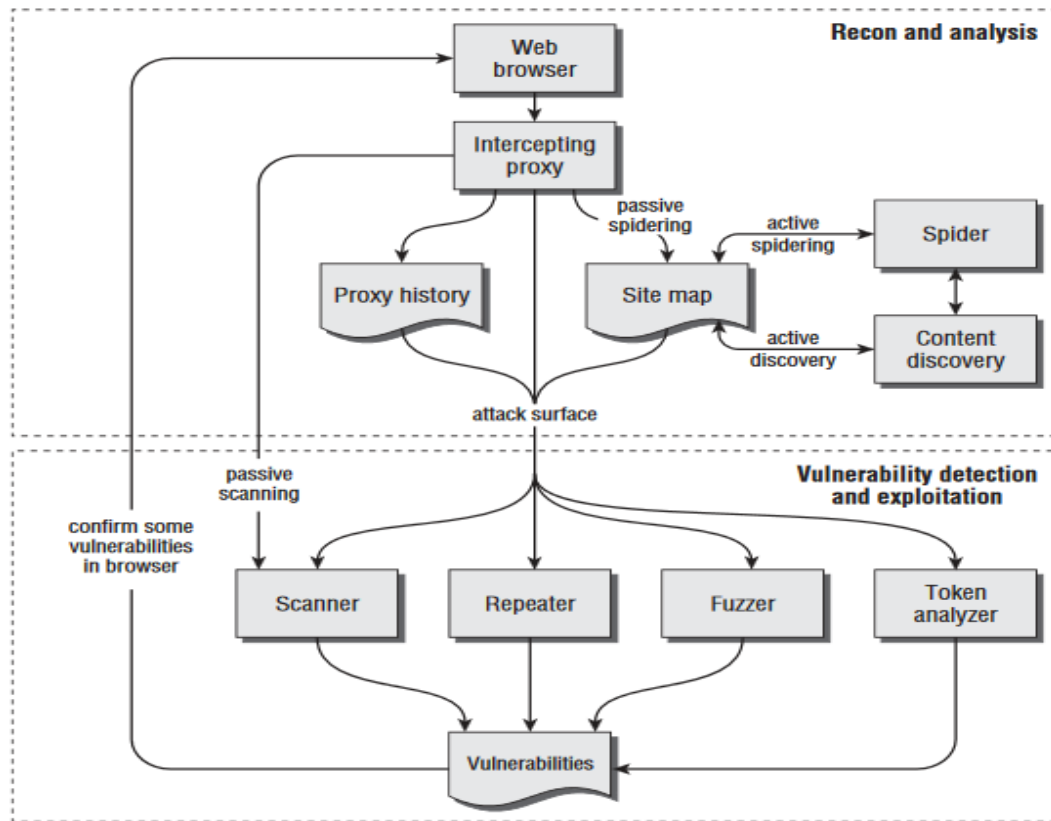 Recon and analysis
Web
browser
Intercepting
proxy
passive
spidering
active
spidering
Spider
Proxy history
Site map
active
discovery
Content
discovery
attack surface
Vulnerability detection
and exploitation
passive
scanning
confirm some
vulnerabilities
in browser
Scanner
Repeater
Fuzzer
Token
analyzer
Vulnerabilities